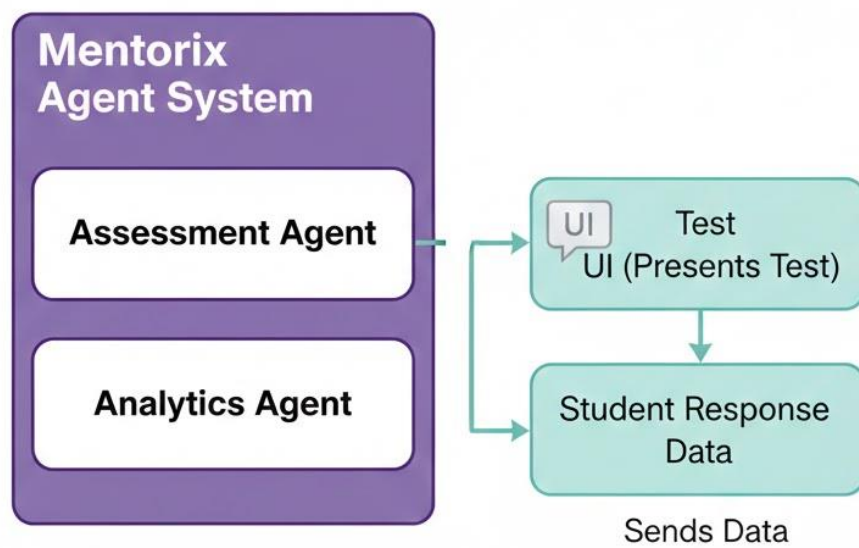 Mentorix
Agent System
Assessment Agent
Analytics Agent
UI
Test
UI (Presents Test)
Student Response
Data
Sends Data